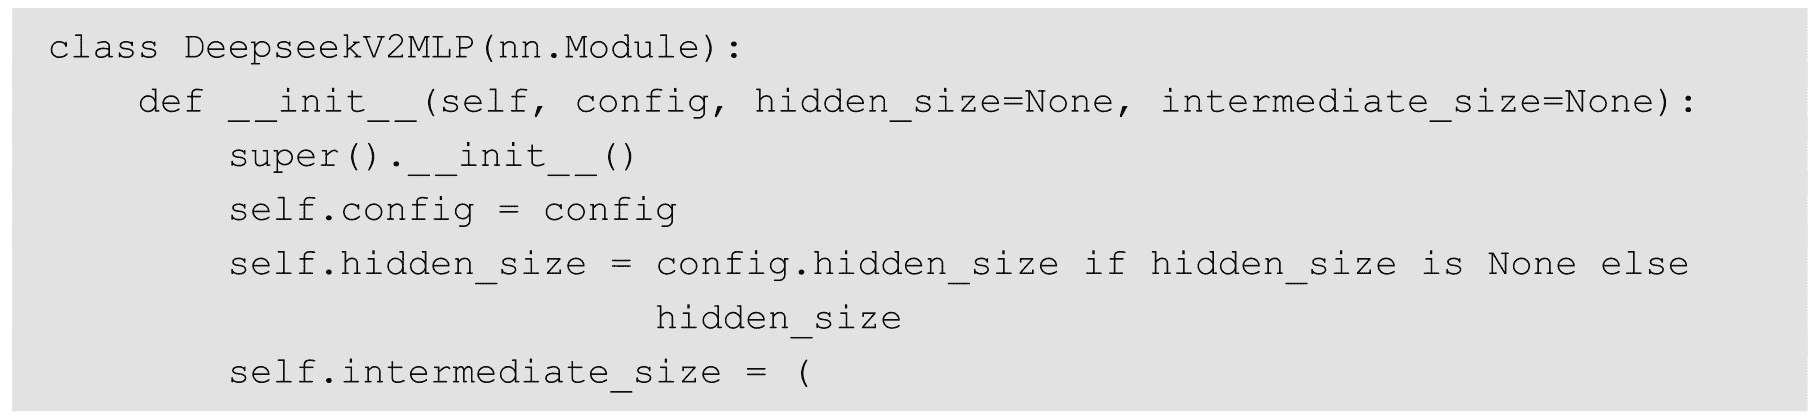 class DeepseekV2MLP(nn.Module):
    def __init__(self, config, hidden_size=None, intermediate_size=None):
        super().__init__()
        self.config = config
        self.hidden_size = config.hidden_size if hidden_size is None else
                           hidden_size
        self.intermediate_size = (